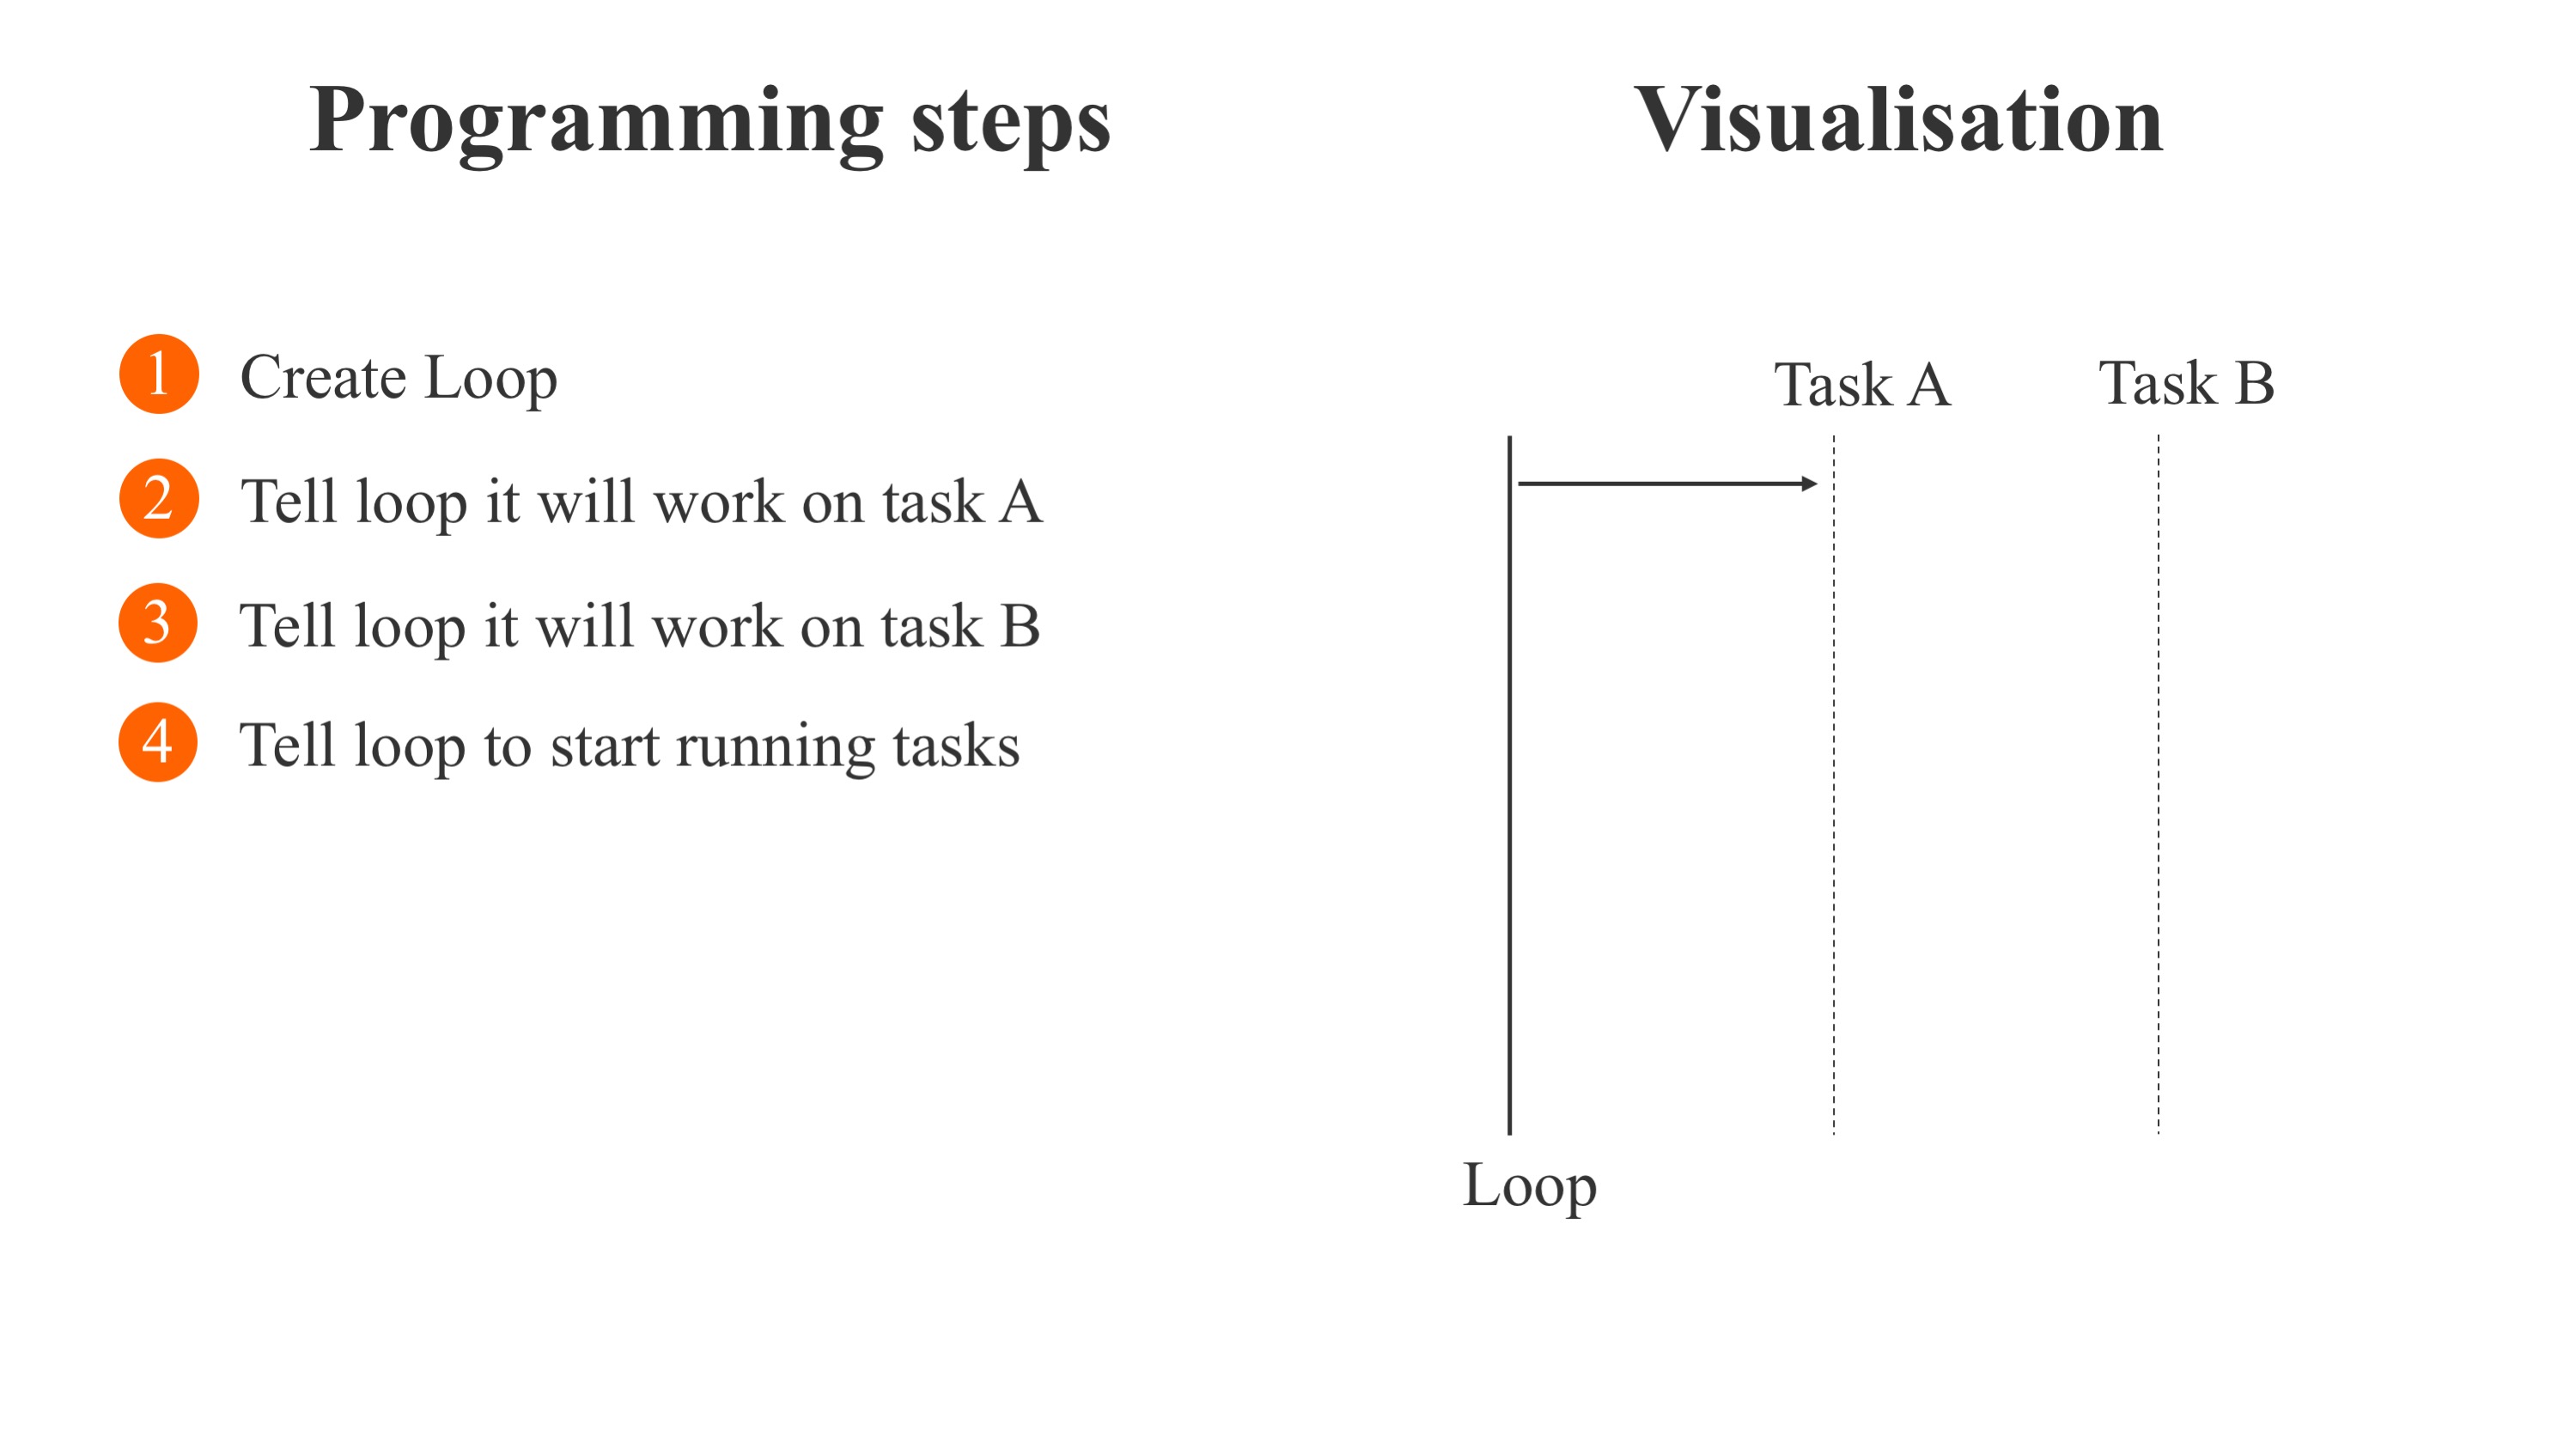 Programming steps
Visualisation
1 Create Loop
2 Tell loop it will work on task A
3 Tell loop it will work on task B
4 Tell loop to start running tasks
Task A
Task B
Loop